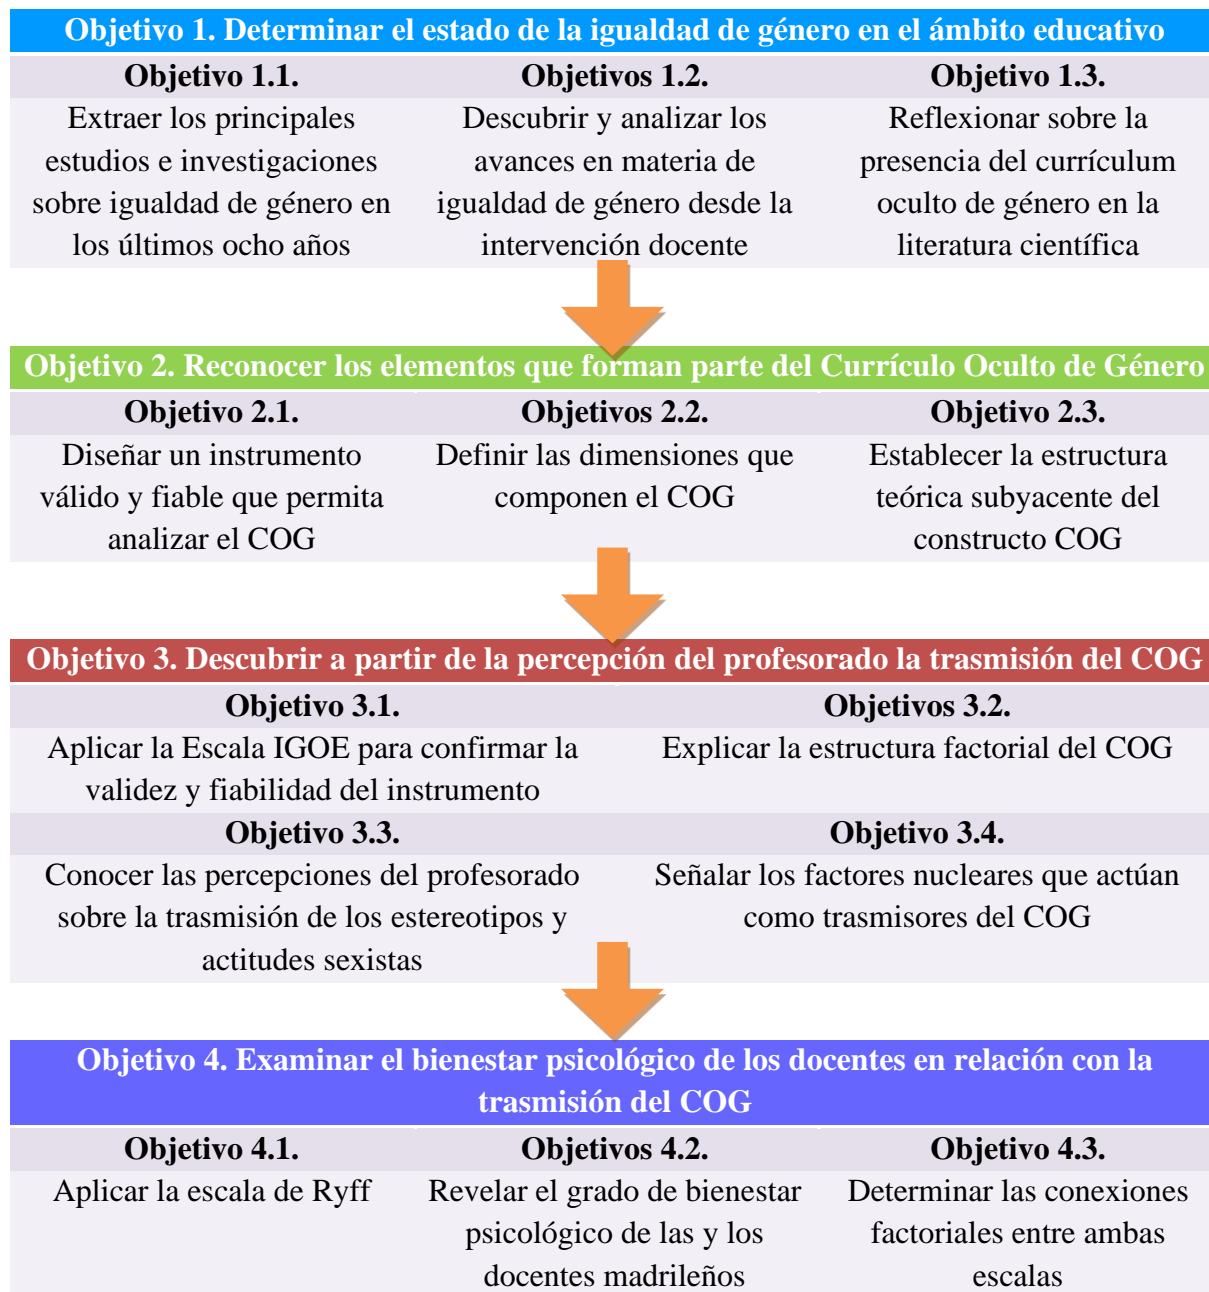 Objetivo 1. Determinar el estado de la igualdad de género en el ámbito educativo
Objetivo 1.1.
Extraer los principales
estudios e investigaciones
sobre igualdad de género en
los últimos ocho años
Objetivos 1.2.
Descubrir y analizar los
avances en materia de
igualdad de género desde la
intervención docente
Objetivo 1.3.
Reflexionar sobre la
presencia del currículum
oculto de género en la
literatura científica
Objetivo 2. Reconocer los elementos que forman parte del Currículo Oculto de Género
Objetivo 2.1.
Diseñar un instrumento
válido y fiable que permita
analizar el COG
Objetivos 2.2.
Definir las dimensiones que
componen el COG
Objetivo 2.3.
Establecer la estructura
teórica subyacente del
constructo COG
Objetivo 3. Descubrir a partir de la percepción del profesorado la trasmisión del COG
Objetivo 3.1.
Aplicar la Escala IGOE para confirmar la
validez y fiabilidad del instrumento
Objetivos 3.2.
Explicar la estructura factorial del COG
Objetivo 3.3.
Conocer las percepciones del profesorado
sobre la trasmisión de los estereotipos y
actitudes sexistas
Objetivo 3.4.
Señalar los factores nucleares que actúan
como trasmisores del COG
Objetivo 4. Examinar el bienestar psicológico de los docentes en relación con la
trasmisión del COG
Objetivo 4.1.
Aplicar la escala de Ryff
Objetivos 4.2.
Revelar el grado de bienestar
psicológico de las y los
docentes madrileños
Objetivo 4.3.
Determinar las conexiones
factoriales entre ambas
escalas